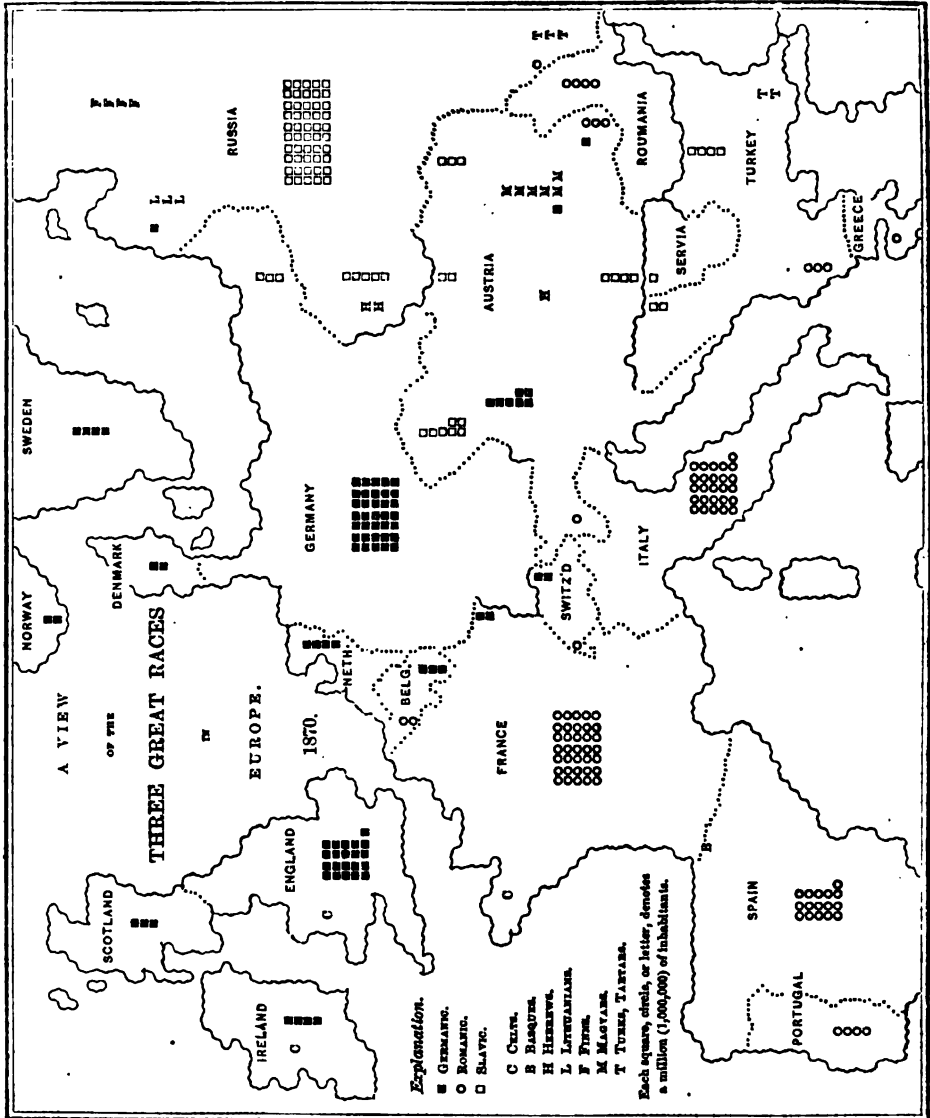 A VIEW
OF THE
THREE GREAT RACES
IN
EUROPE.
1870.
NORWAY
SWEDEN
DENMARK
SCOTLAND
IRELAND
C
ENGLAND
C
NETH.
BELG.
GERMANY
RUSSIA
F F F F
L L L
H H
FRANCE
C
SWITZ'D
AUSTRIA
H
M M M M M M
T T T
ROUMANIA
SERVIA
TURKEY
T T
GREECE
ITALY
SPAIN
B
PORTUGAL
Explanation.
■ GERMANIC.
○ ROMANIC.
□ SLAVIC.
C CELTS.
B BASQUES.
H HEBREWS.
L LITHUANIANS.
F FINNS.
M MAGYARS.
T TURKS, TARTARS.
Each square, circle, or letter, denotes
a million (1,000,000) of inhabitants.